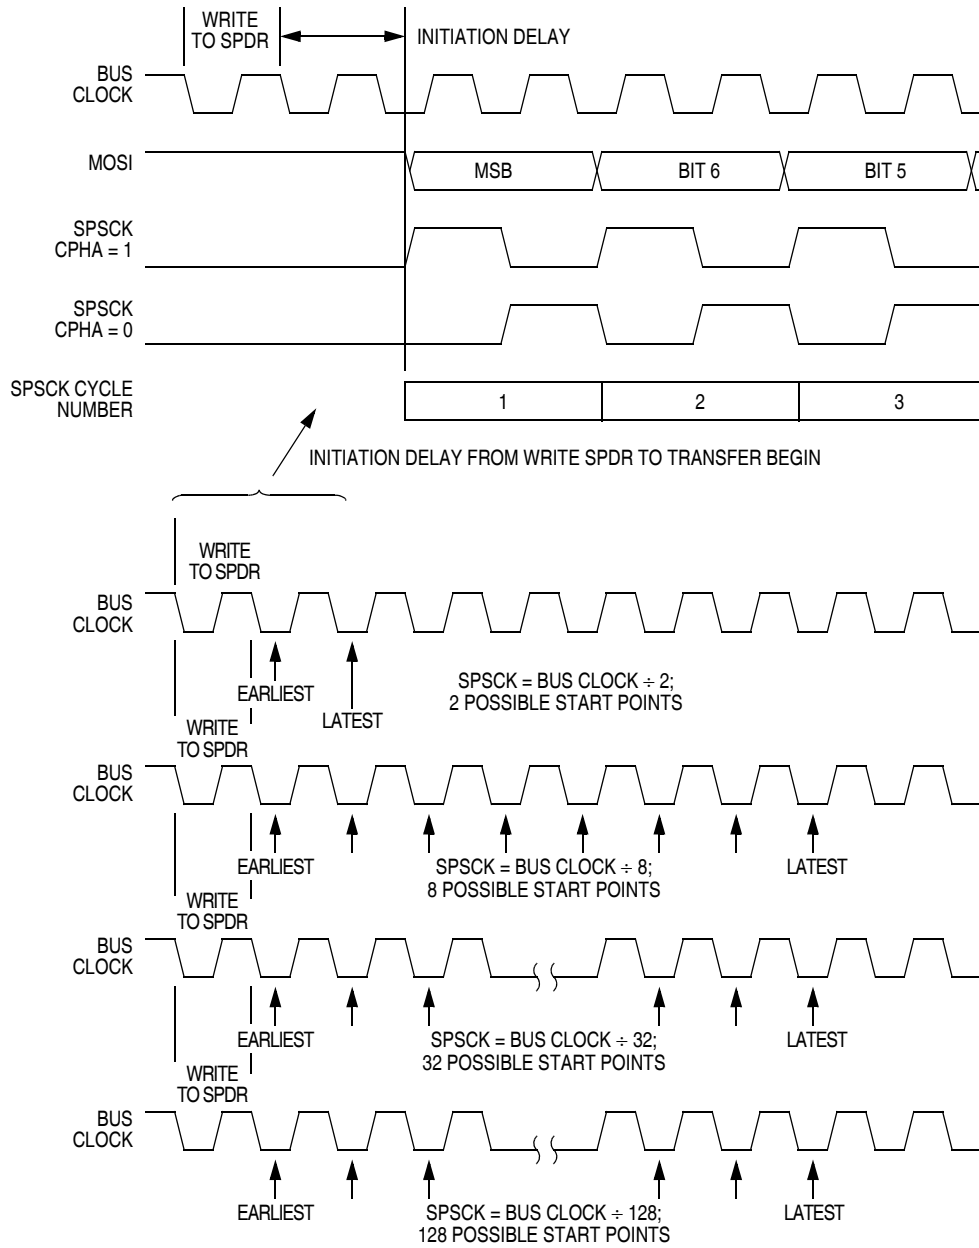 WRITE
TO SPDR
INITIATION DELAY
BUS
CLOCK
MOSI
MSB
BIT 6
BIT 5
SPSCK
CPHA = 1
SPSCK
CPHA = 0
SPSCK CYCLE
NUMBER
1
2
3
INITIATION DELAY FROM WRITE SPDR TO TRANSFER BEGIN
WRITE
TO SPDR
BUS
CLOCK
EARLIEST
LATEST
SPSCK = BUS CLOCK ÷ 2;
2 POSSIBLE START POINTS
WRITE
TO SPDR
BUS
CLOCK
EARLIEST
SPSCK = BUS CLOCK ÷ 8;
8 POSSIBLE START POINTS
LATEST
WRITE
TO SPDR
BUS
CLOCK
EARLIEST
SPSCK = BUS CLOCK ÷ 32;
32 POSSIBLE START POINTS
LATEST
WRITE
TO SPDR
BUS
CLOCK
EARLIEST
SPSCK = BUS CLOCK ÷ 128;
128 POSSIBLE START POINTS
LATEST